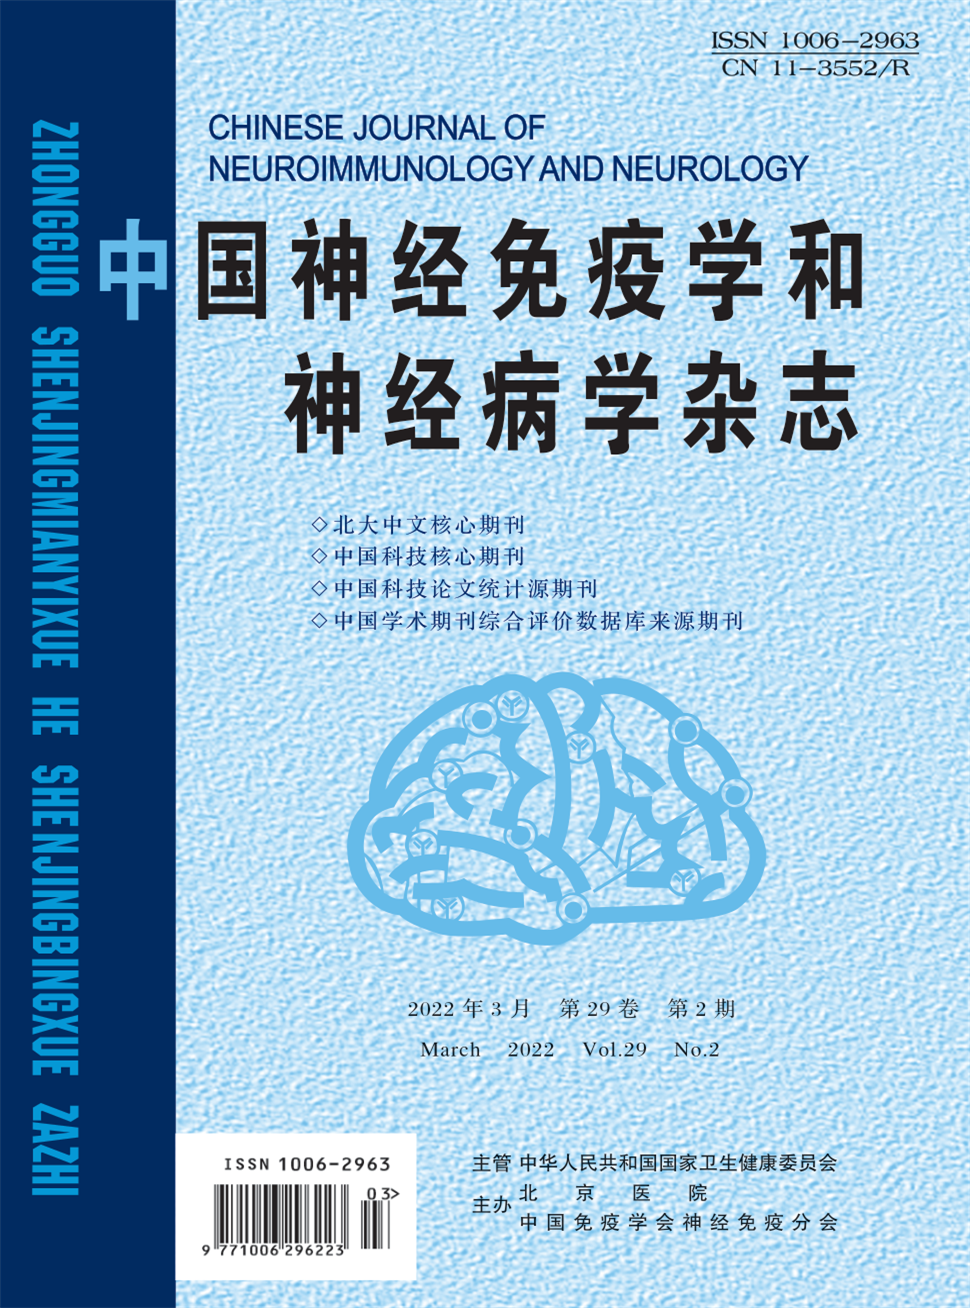 ISSN 1006-2963
CN 11-3552/R
CHINESE JOURNAL OF
NEUROIMMUNOLOGY AND NEUROLOGY
中国神经免疫学和
神经病学杂志
◇北大中文核心期刊
◇中国科技核心期刊
◇中国科技论文统计源期刊
◇中国学术期刊综合评价数据库来源期刊
2022年3月 第29卷 第2期
March 2022 Vol.29 No.2
ZHONGGUO SHENJINGMIANYIXUE HE SHENJINGBINGXUE ZAZHI
ISSN 1006-2963
03>
9 771006 296223
主管 中华人民共和国国家卫生健康委员会
主办 北京医院
中国免疫学会神经免疫分会